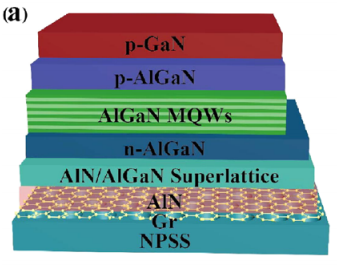 (a)
p-GaN
p-AlGaN
AlGaN MQWs
n-AlGaN
AlN/AlGaN Superlattice
AlN
Gr
NPSS